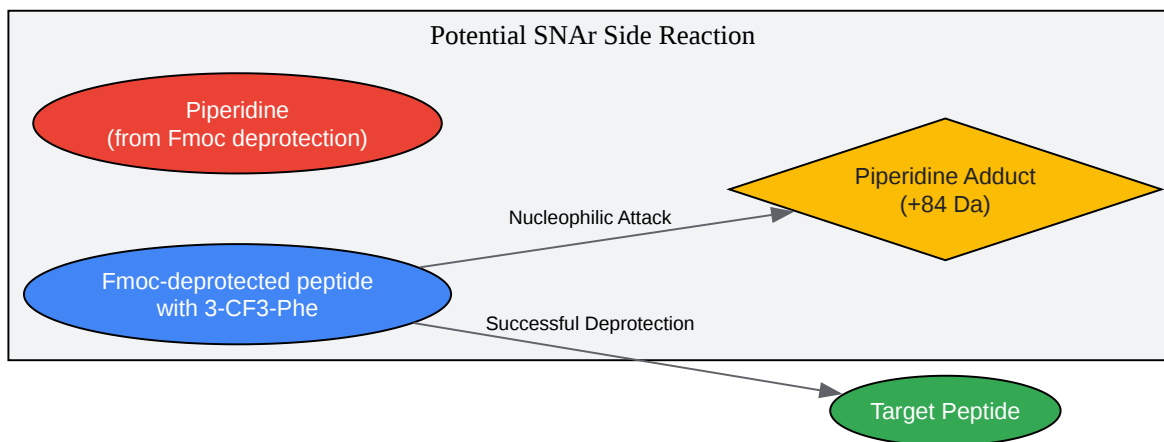 Potential SNAr Side Reaction
Piperidine
(from Fmoc deprotection)
Piperidine Adduct
(+84 Da)
Nucleophilic Attack
Fmoc-deprotected peptide
with 3-CF3-Phe
Successful Deprotection
Target Peptide